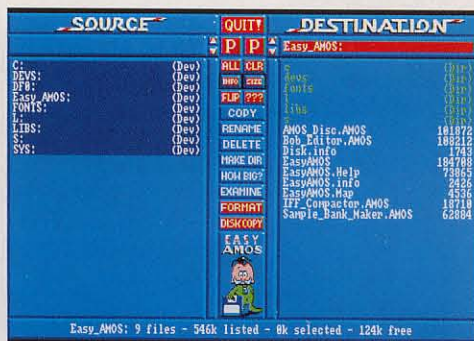 SOURCE
QUIT!
DESTINATION
P P
Easy_AMOS:
C: (Dev)
DEVS: (Dev)
DF0: (Dev)
Easy_AMOS: (Dev)
FONTS: (Dev)
L: (Dev)
LIBS: (Dev)
S: (Dev)
SYS: (Dev)
ALL CLR
INFO SIZE
FLIP ???
COPY
RENAME
DELETE
MAKE DIR
HOW BIG?
EXAMINE
FORMAT
DISKCOPY
EASY
AMOS
(Dir)
devs (Dir)
fonts (Dir)
l (Dir)
libs (Dir)
s (Dir)
AMOS_Disc.AMOS 101872
Bob_Editor.AMOS 108212
Disk.info 1743
EasyAMOS 184708
EasyAMOS.Help 73865
EasyAMOS.info 2426
EasyAMOS.Map 4536
IFF_Compactor.AMOS 18710
Sample_Bank_Maker.AMOS 62884
Easy_AMOS: 9 files - 546k listed - 0k selected - 124k free